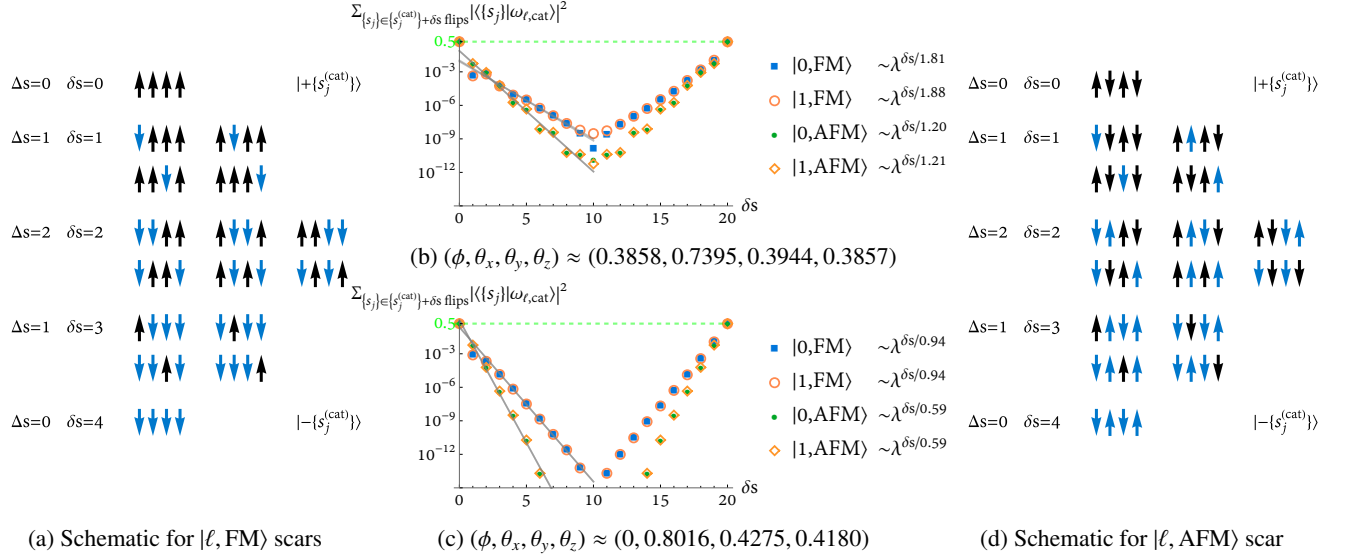 Δs=0 δs=0 |+{s_j^(cat)}⟩
Δs=1 δs=1
Δs=2 δs=2
Δs=1 δs=3
Δs=0 δs=4 |−{s_j^(cat)}⟩
(a) Schematic for |ℓ, FM⟩ scars
Σ_{{s_j}∈{s_j^(cat)}+δs flips}|⟨{s_j}|ω_{ℓ,cat}⟩|²
0.5
10⁻³
10⁻⁶
10⁻⁹
10⁻¹²
0 5 10 15 20 δs
|0,FM⟩ ~λ^{δs/1.81}
|1,FM⟩ ~λ^{δs/1.88}
|0,AFM⟩ ~λ^{δs/1.20}
|1,AFM⟩ ~λ^{δs/1.21}
(b) (ϕ, θ_x, θ_y, θ_z) ≈ (0.3858, 0.7395, 0.3944, 0.3857)
Σ_{{s_j}∈{s_j^(cat)}+δs flips}|⟨{s_j}|ω_{ℓ,cat}⟩|²
0.5
10⁻³
10⁻⁶
10⁻⁹
10⁻¹²
0 5 10 15 20 δs
|0,FM⟩ ~λ^{δs/0.94}
|1,FM⟩ ~λ^{δs/0.94}
|0,AFM⟩ ~λ^{δs/0.59}
|1,AFM⟩ ~λ^{δs/0.59}
(c) (ϕ, θ_x, θ_y, θ_z) ≈ (0, 0.8016, 0.4275, 0.4180)
Δs=0 δs=0 |+{s_j^(cat)}⟩
Δs=1 δs=1
Δs=2 δs=2
Δs=1 δs=3
Δs=0 δs=4 |−{s_j^(cat)}⟩
(d) Schematic for |ℓ, AFM⟩ scar